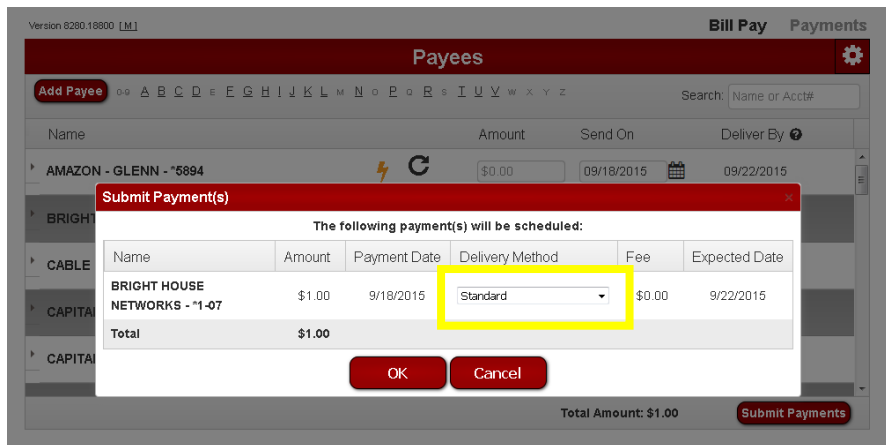 Version 8280.18800 [ M ]
Bill Pay Payments
Payees
Add Payee 0-9 A B C D E F G H I J K L M N O P Q R S T U V W X Y Z Search: Name or Acct#
Name Amount Send On Deliver By ?
AMAZON - GLENN - *5894 $0.00 09/18/2015 09/22/2015
Submit Payment(s) ×
BRIGHT
The following payment(s) will be scheduled:
Name Amount Payment Date Delivery Method Fee Expected Date
CABLE
BRIGHT HOUSE
NETWORKS - *1-07 $1.00 9/18/2015 Standard $0.00 9/22/2015
CAPITAL
Total $1.00
CAPITAL
OK Cancel
Total Amount: $1.00 Submit Payments